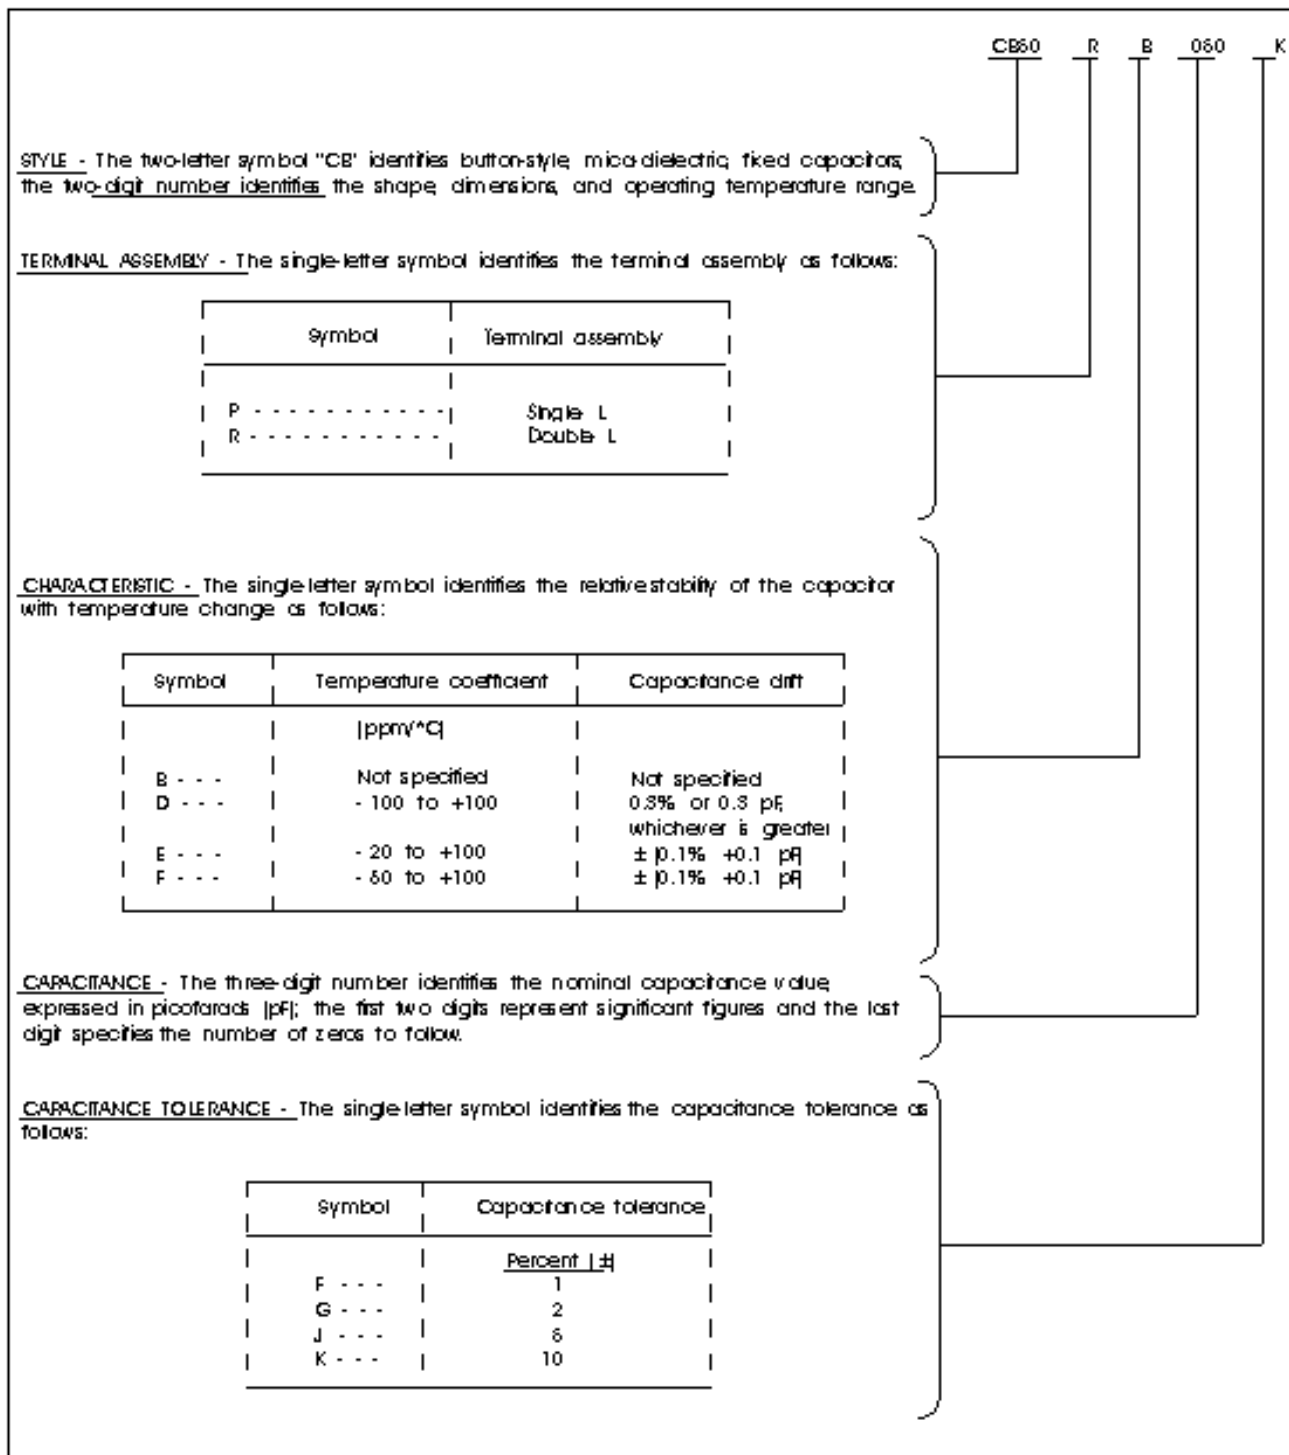 CB60 R B 060 K
STYLE - The two-letter symbol "CB" identifies button-style, mica-dielectric, fixed capacitors;
the two-digit number identifies the shape, dimensions, and operating temperature range.
TERMINAL ASSEMBLY - The single-letter symbol identifies the terminal assembly as follows:
Symbol Terminal assembly
P - - - - - - - - - - - Single L
R - - - - - - - - - - - Double L
CHARACTERISTIC - The single-letter symbol identifies the relative stability of the capacitor
with temperature change as follows:
Symbol Temperature coefficient Capacitance drift
(ppm/°C)
B - - - Not specified Not specified
D - - - - 100 to +100 0.3% or 0.3 pF,
whichever is greater
E - - - - 20 to +100 ± (0.1% +0.1 pF)
F - - - to +100 ± (0.1% +0.1 pF)
CAPACITANCE - The three-digit number identifies the nominal capacitance value,
expressed in picofarads (pF); the first two digits represent significant figures and the last
digit specifies the number of zeros to follow.
CAPACITANCE TOLERANCE - The single-letter symbol identifies the capacitance tolerance as
follows:
Symbol Capacitance tolerance
Percent (±)
F - - - 1
G - - - 2
J - - -
K - - - 10